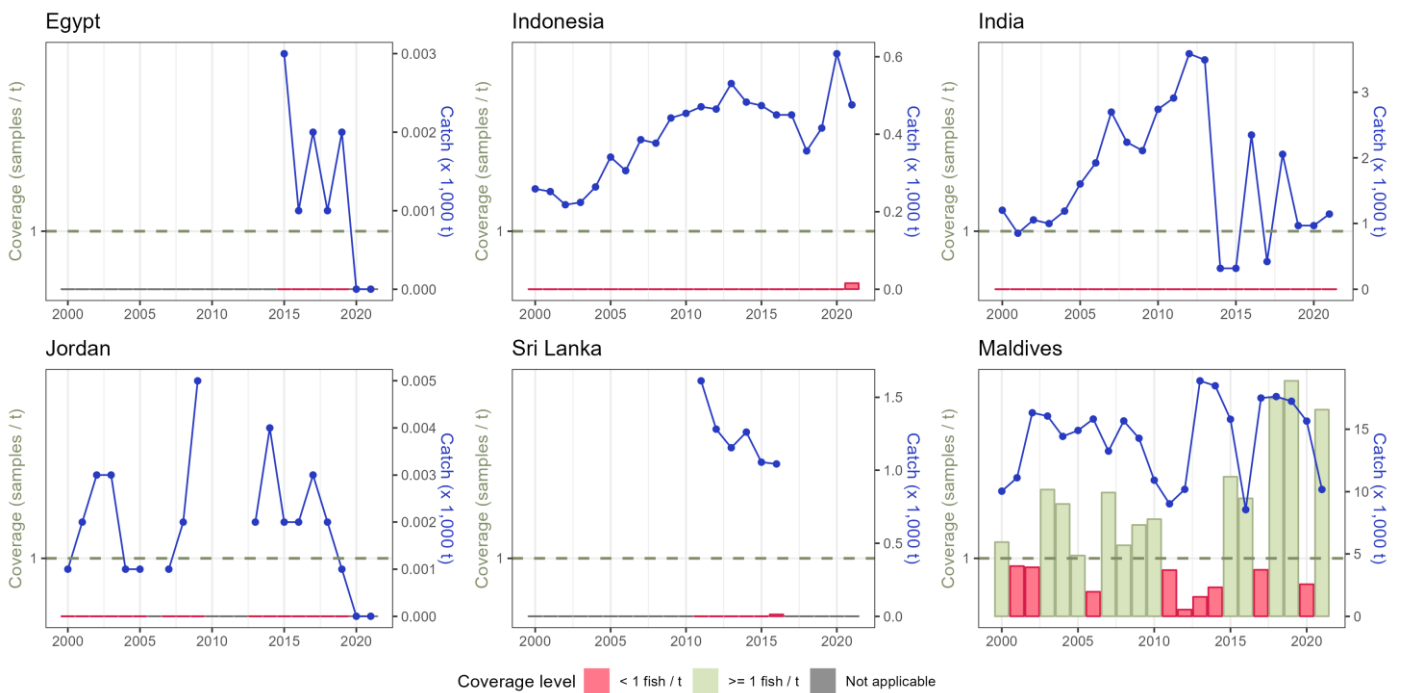 Egypt
Coverage (samples / t)
1
0.003
0.002
0.001
0.000
Catch (x 1,000 t)
2000 2005 2010 2015 2020
Indonesia
Coverage (samples / t)
1
0.6
0.4
0.2
0.0
Catch (x 1,000 t)
2000 2005 2010 2015 2020
India
Coverage (samples / t)
1
3
2
1
0
Catch (x 1,000 t)
2000 2005 2010 2015 2020
Jordan
Coverage (samples / t)
1
0.005
0.004
0.003
0.002
0.001
0.000
Catch (x 1,000 t)
2000 2005 2010 2015 2020
Sri Lanka
Coverage (samples / t)
1
1.5
1.0
0.5
0.0
Catch (x 1,000 t)
2000 2005 2010 2015 2020
Maldives
Coverage (samples / t)
1
15
10
5
0
Catch (x 1,000 t)
2000 2005 2010 2015 2020
Coverage level < 1 fish / t >= 1 fish / t Not applicable